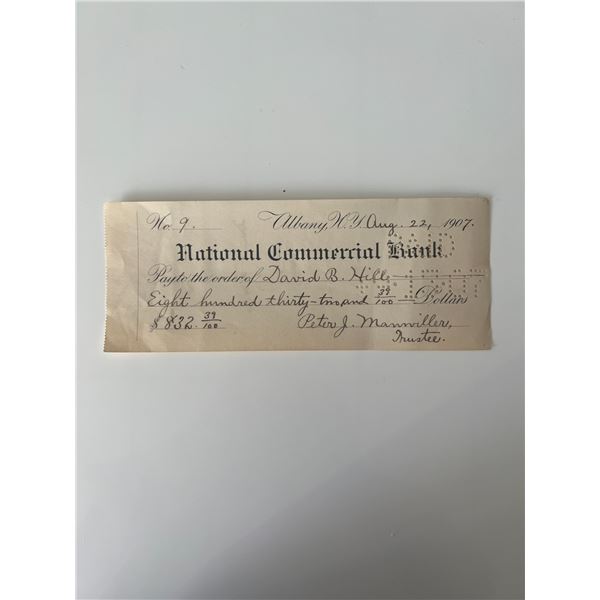 No. 9. Albany, N.Y. Aug. 22, 1907.
National Commercial Bank
Pay to the order of David B. Hill
Eight hundred thirty-two and 39/100 Dollars
$832. 39/100 Peter J. Mannviller,
Trustee.
PAID